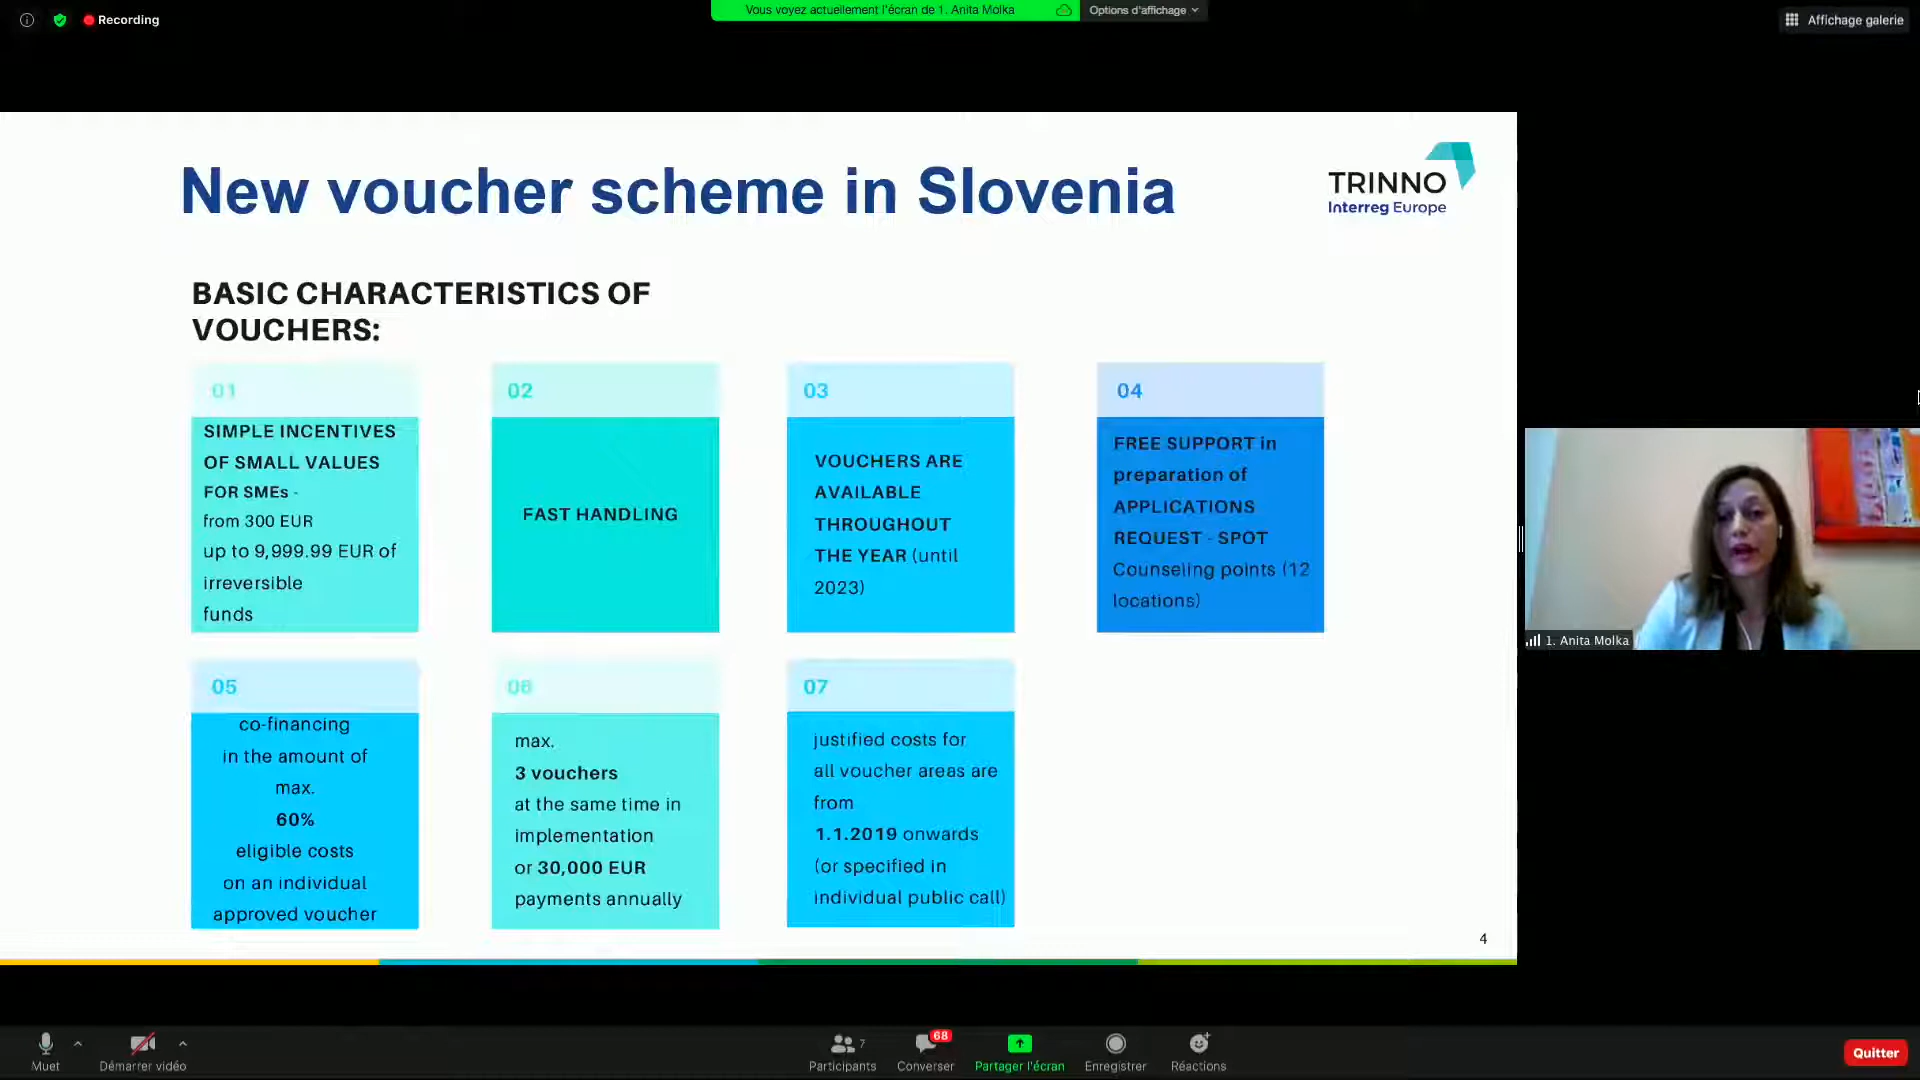 Recording
Vous voyez actuellement l'écran de 1. Anita Molka
Options d'affichage
Affichage galerie
New voucher scheme in Slovenia
TRINNO
Interreg Europe
BASIC CHARACTERISTICS OF
VOUCHERS:
01
SIMPLE INCENTIVES
OF SMALL VALUES
FOR SMEs -
from 300 EUR
up to 9,999.99 EUR of
irreversible
funds
02
FAST HANDLING
03
VOUCHERS ARE
AVAILABLE
THROUGHOUT
THE YEAR (until
2023)
04
FREE SUPPORT in
preparation of
APPLICATIONS
REQUEST - SPOT
Counseling points (12
locations)
05
co-financing
in the amount of
max.
60%
eligible costs
on an individual
approved voucher
06
max.
3 vouchers
at the same time in
implementation
or 30,000 EUR
payments annually
07
justified costs for
all voucher areas are
from
1.1.2019 onwards
(or specified in
individual public call)
4
1. Anita Molka
Muet
Démarrer vidéo
7
Participants
68
Converser
Partager l'écran
Enregistrer
Réactions
Quitter